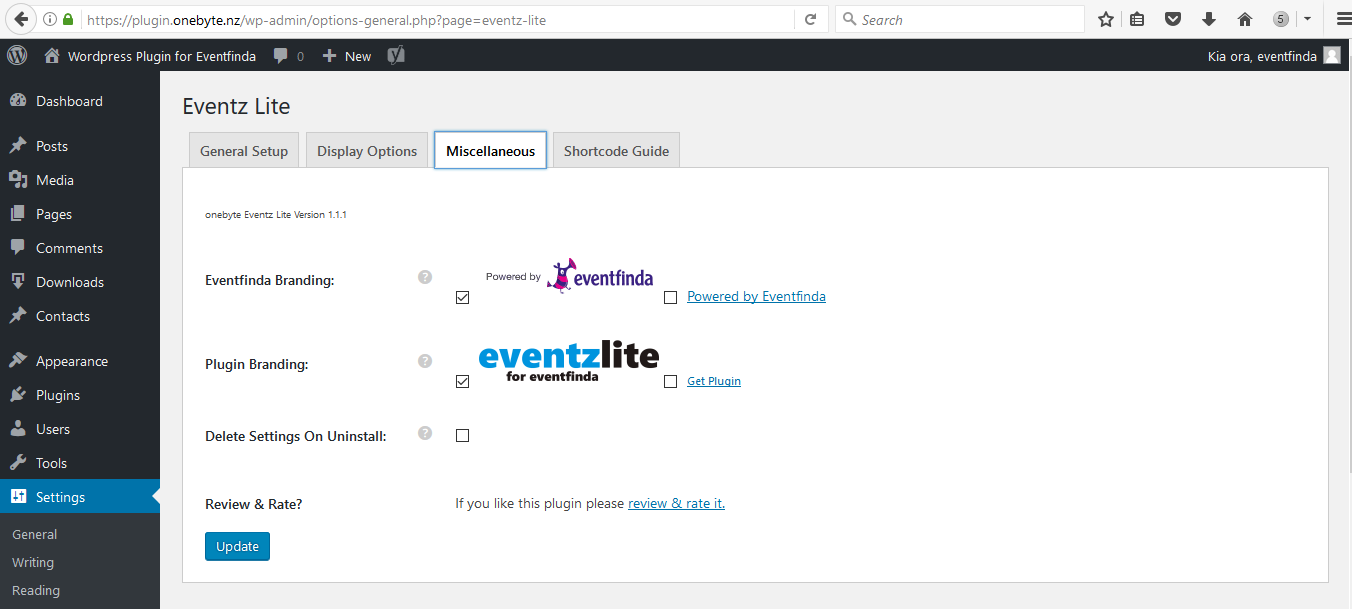 https://plugin.onebyte.nz/wp-admin/options-general.php?page=eventz-lite
Search
5
Wordpress Plugin for Eventfinda 0 New
Kia ora, eventfinda
Dashboard
Posts
Media
Pages
Comments
Downloads
Contacts
Appearance
Plugins
Users
Tools
Settings
General
Writing
Reading
Eventz Lite
General Setup Display Options Miscellaneous Shortcode Guide
onebyte Eventz Lite Version 1.1.1
Eventfinda Branding: ? Powered by eventfinda Powered by Eventfinda
Plugin Branding: ? eventzlite
for eventfinda
Get Plugin
Delete Settings On Uninstall: ?
Review & Rate? If you like this plugin please review & rate it.
Update